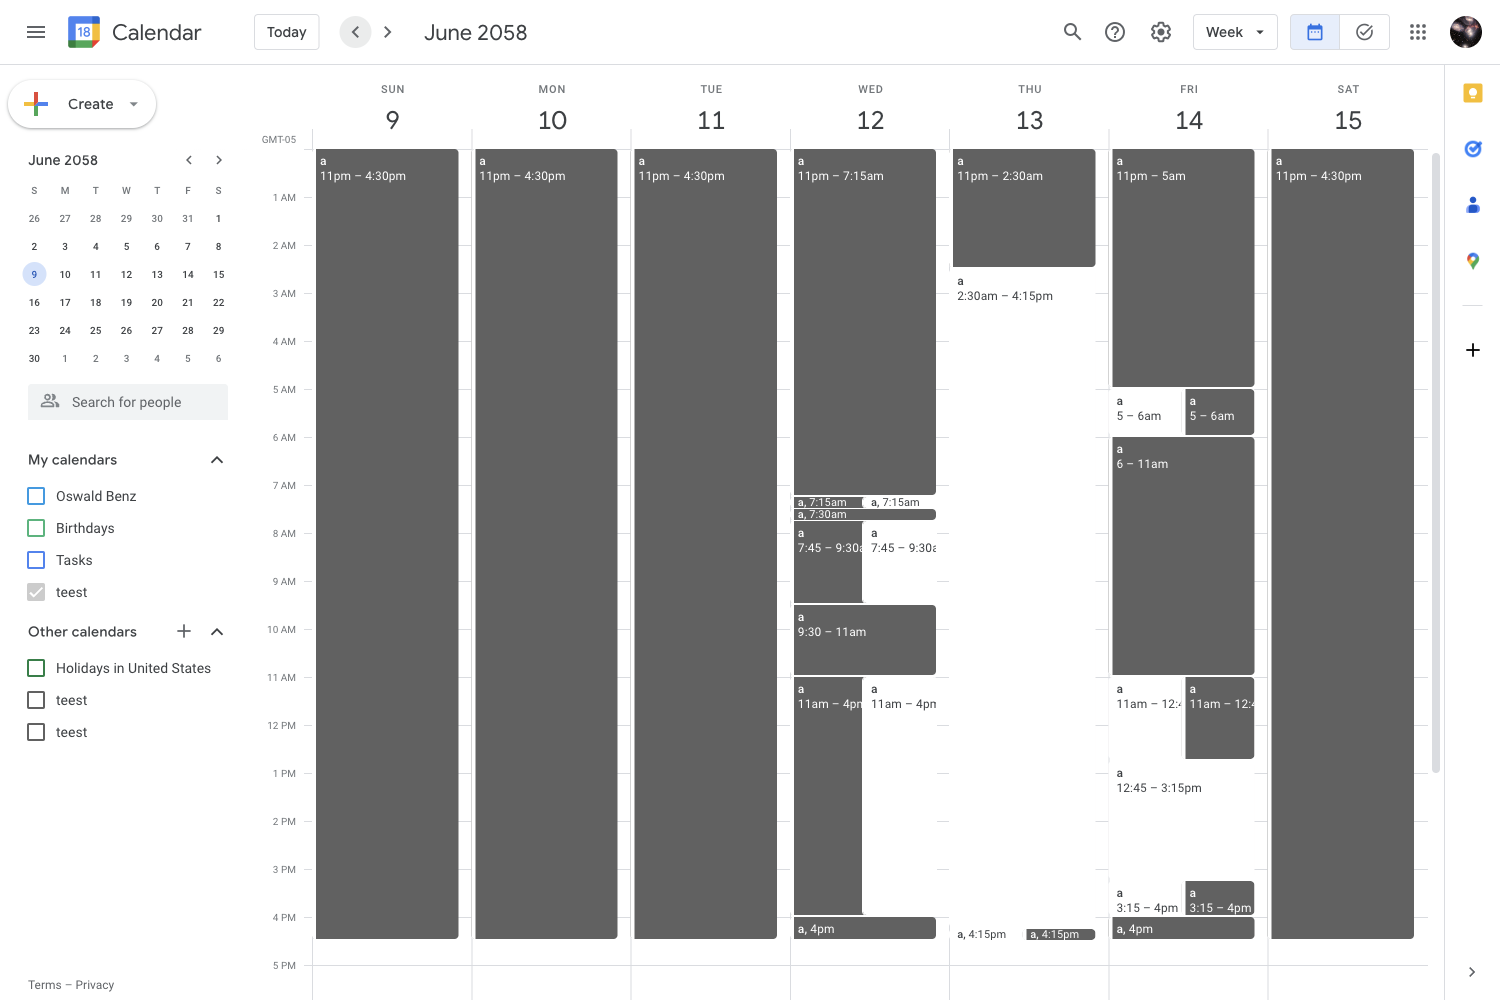 18
Calendar
Today
June 2058
Week
Create
June 2058
S M T W T F S
26 27 28 29 30 31 1
2 3 4 5 6 7 8
9 10 11 12 13 14 15
16 17 18 19 20 21 22
23 24 25 26 27 28 29
30 1 2 3 4 5 6
Search for people
My calendars
Oswald Benz
Birthdays
Tasks
teest
Other calendars
Holidays in United States
teest
teest
Terms – Privacy
SUN MON TUE WED THU FRI SAT
9 10 11 12 13 14 15
GMT-05
1 AM
2 AM
3 AM
4 AM
5 AM
6 AM
7 AM
8 AM
9 AM
10 AM
11 AM
12 PM
1 PM
2 PM
3 PM
4 PM
5 PM
a
11pm – 4:30pm
a
11pm – 4:30pm
a
11pm – 4:30pm
a
11pm – 7:15am
a, 7:15am
a, 7:15am
a, 7:30am
a
7:45 – 9:30a
a
7:45 – 9:30a
a
9:30 – 11am
a
11am – 4pm
a
11am – 4pm
a, 4pm
a
11pm – 2:30am
a
2:30am – 4:15pm
a, 4:15pm
a, 4:15pm
a
11pm – 5am
a
5 – 6am
a
5 – 6am
a
6 – 11am
a
11am – 12:4
a
11am – 12:4
a
12:45 – 3:15pm
a
3:15 – 4pm
a
3:15 – 4pm
a, 4pm
a
11pm – 4:30pm